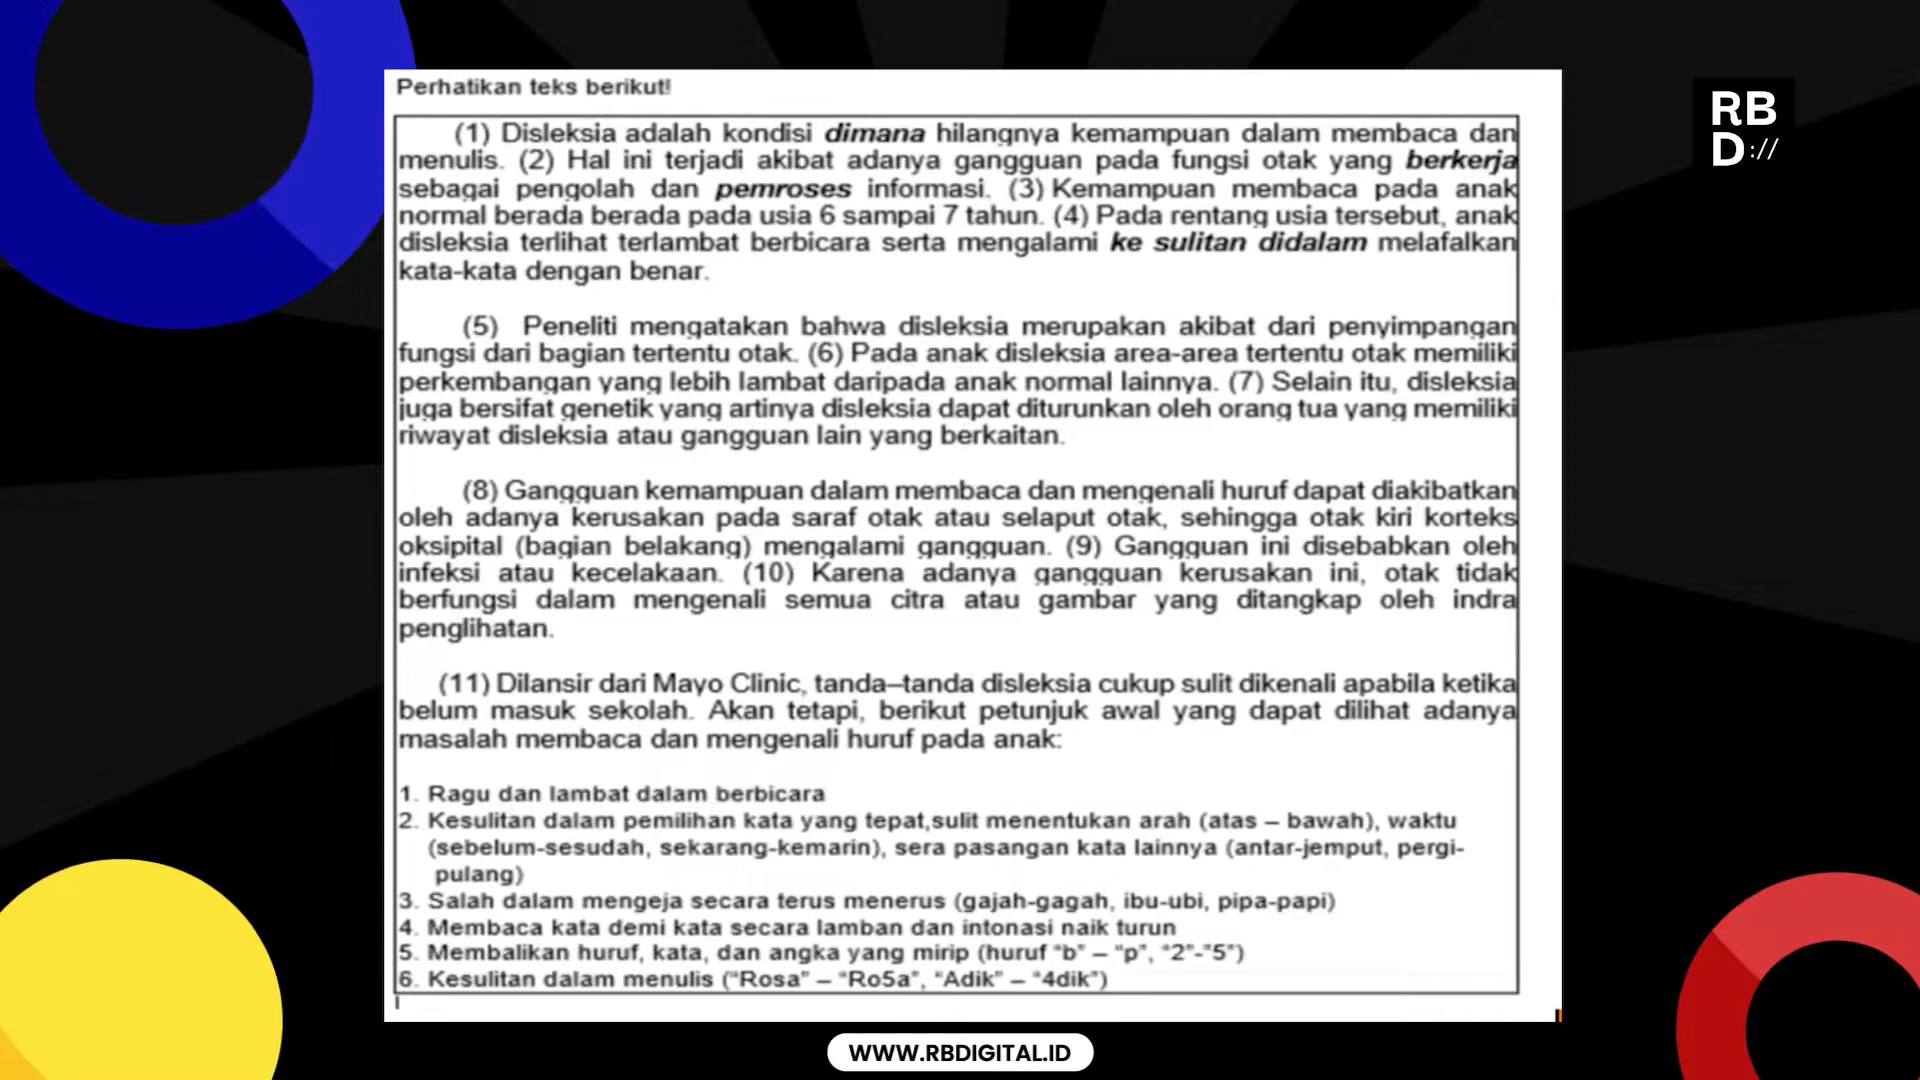 Perhatikan teks berikut!
RB
D://
(1) Disleksia adalah kondisi dimana hilangnya kemampuan dalam membaca dan
menulis. (2) Hal ini terjadi akibat adanya gangguan pada fungsi otak yang berkerja
sebagai pengolah dan pemroses informasi. (3) Kemampuan membaca pada anak
normal berada berada pada usia 6 sampai 7 tahun. (4) Pada rentang usia tersebut, anak
disleksia terlihat terlambat berbicara serta mengalami ke sulitan didalam melafalkan
kata-kata dengan benar.
(5) Peneliti mengatakan bahwa disleksia merupakan akibat dari penyimpangan
fungsi dari bagian tertentu otak. (6) Pada anak disleksia area-area tertentu otak memiliki
perkembangan yang lebih lambat daripada anak normal lainnya. (7) Selain itu, disleksia
juga bersifat genetik yang artinya disleksia dapat diturunkan oleh orang tua yang memiliki
riwayat disleksia atau gangguan lain yang berkaitan.
(8) Gangguan kemampuan dalam membaca dan mengenali huruf dapat diakibatkan
oleh adanya kerusakan pada saraf otak atau selaput otak, sehingga otak kiri korteks
oksipital (bagian belakang) mengalami gangguan. (9) Gangguan ini disebabkan oleh
infeksi atau kecelakaan. (10) Karena adanya gangguan kerusakan ini, otak tidak
berfungsi dalam mengenali semua citra atau gambar yang ditangkap oleh indra
penglihatan.
(11) Dilansir dari Mayo Clinic, tanda–tanda disleksia cukup sulit dikenali apabila ketika
belum masuk sekolah. Akan tetapi, berikut petunjuk awal yang dapat dilihat adanya
masalah membaca dan mengenali huruf pada anak:
1. Ragu dan lambat dalam berbicara
2. Kesulitan dalam pemilihan kata yang tepat,sulit menentukan arah (atas – bawah), waktu
(sebelum-sesudah, sekarang-kemarin), sera pasangan kata lainnya (antar-jemput, pergi-
pulang)
3. Salah dalam mengeja secara terus menerus (gajah-gagah, ibu-ubi, pipa-papi)
4. Membaca kata demi kata secara lamban dan intonasi naik turun
5. Membalikan huruf, kata, dan angka yang mirip (huruf “b” – “p”, “2”-”5”)
6. Kesulitan dalam menulis (“Rosa” – “Ro5a”, “Adik” – “4dik”)
WWW.RBDIGITAL.ID